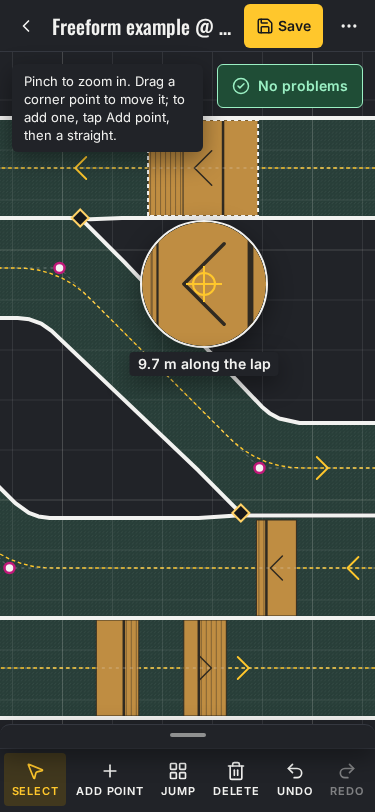 Freeform example @ ...
Save
Pinch to zoom in. Drag a
corner point to move it; to
add one, tap Add point,
then a straight.
No problems
9.7 m along the lap
SELECT
ADD POINT
JUMP
DELETE
UNDO
REDO